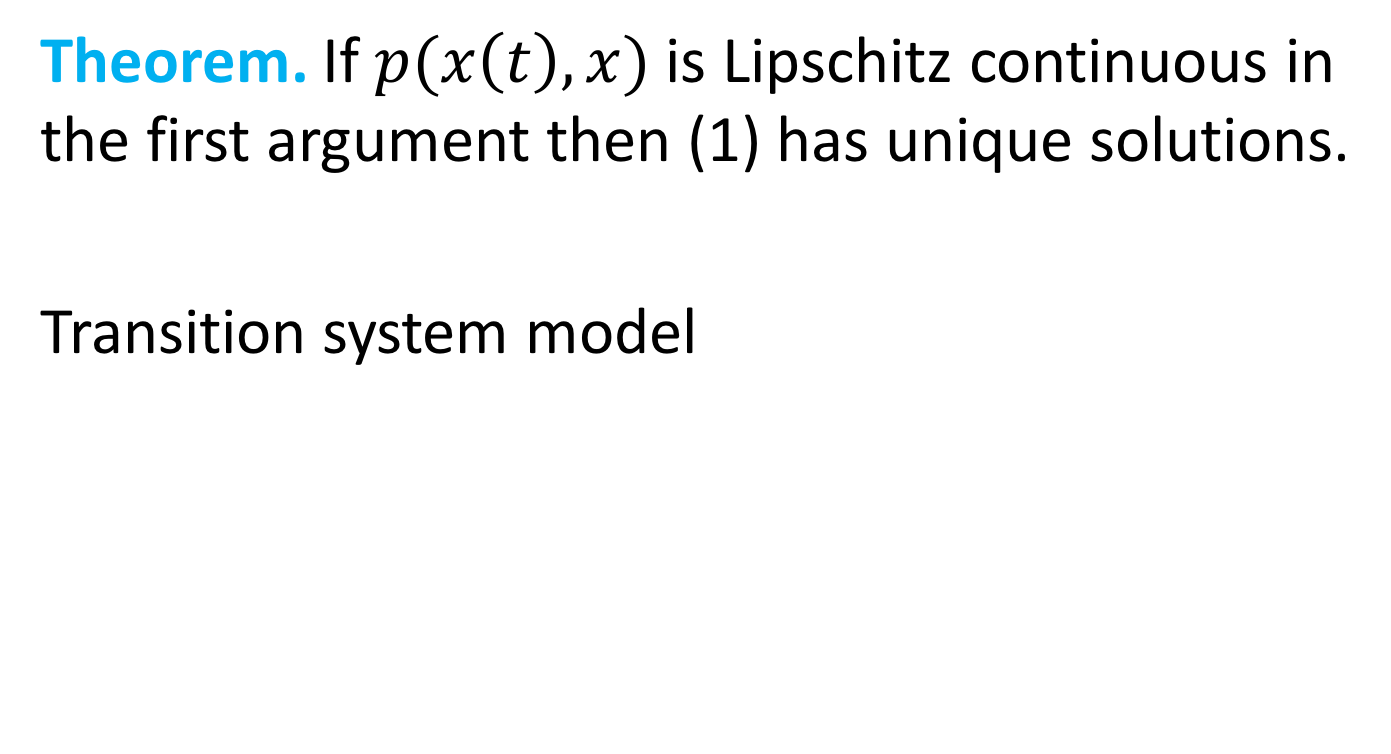 Theorem. If p(x(t), x) is Lipschitz continuous in
the first argument then (1) has unique solutions.
Transition system model